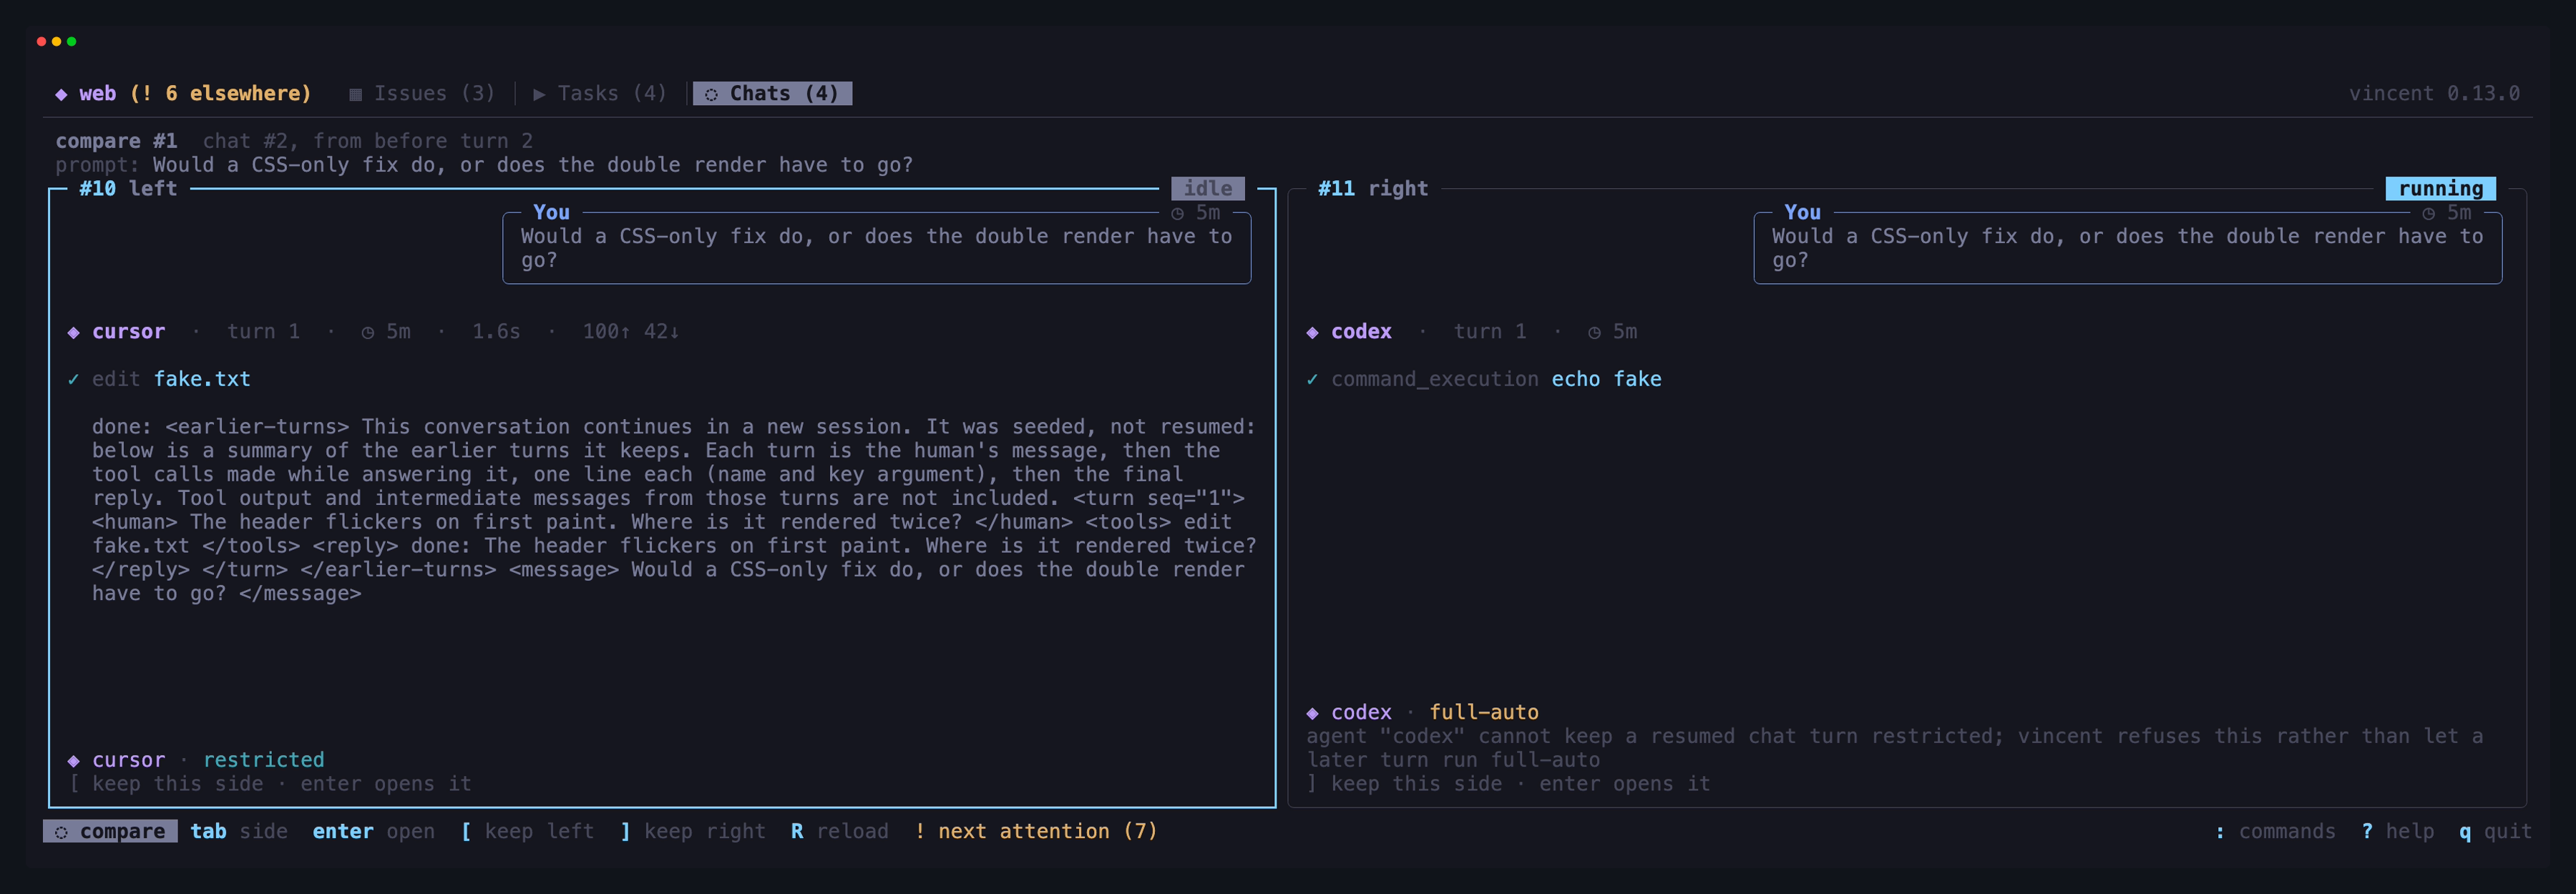 ◆ web (! 6 elsewhere) ▦ Issues (3) ▶ Tasks (4) ◌ Chats (4) vincent 0.13.0
compare #1 chat #2, from before turn 2
prompt: Would a CSS-only fix do, or does the double render have to go?
#10 left idle
You ◷ 5m
Would a CSS-only fix do, or does the double render have to
go?
◈ cursor · turn 1 · ◷ 5m · 1.6s · 100↑ 42↓
✓ edit fake.txt
done: <earlier-turns> This conversation continues in a new session. It was seeded, not resumed:
below is a summary of the earlier turns it keeps. Each turn is the human's message, then the
tool calls made while answering it, one line each (name and key argument), then the final
reply. Tool output and intermediate messages from those turns are not included. <turn seq="1">
<human> The header flickers on first paint. Where is it rendered twice? </human> <tools> edit
fake.txt </tools> <reply> done: The header flickers on first paint. Where is it rendered twice?
</reply> </turn> </earlier-turns> <message> Would a CSS-only fix do, or does the double render
have to go? </message>
◈ cursor · restricted
[ keep this side · enter opens it
#11 right running
You ◷ 5m
Would a CSS-only fix do, or does the double render have to
go?
◈ codex · turn 1 · ◷ 5m
✓ command_execution echo fake
◈ codex · full-auto
agent "codex" cannot keep a resumed chat turn restricted; vincent refuses this rather than let a
later turn run full-auto
] keep this side · enter opens it
◌ compare tab side enter open [ keep left ] keep right R reload ! next attention (7) : commands ? help q quit